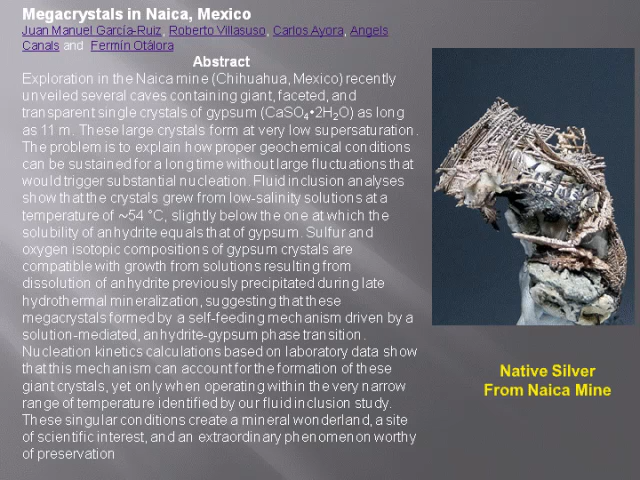 Megacrystals in Naica, Mexico
Juan Manuel García-Ruiz, Roberto Villasuso, Carlos Ayora, Angels
Canals and Fermín Otálora
Abstract
Exploration in the Naica mine (Chihuahua, Mexico) recently
unveiled several caves containing giant, faceted, and
transparent single crystals of gypsum (CaSO₄•2H₂O) as long
as 11 m. These large crystals form at very low supersaturation.
The problem is to explain how proper geochemical conditions
can be sustained for a long time without large fluctuations that
would trigger substantial nucleation. Fluid inclusion analyses
show that the crystals grew from low-salinity solutions at a
temperature of ~54 °C, slightly below the one at which the
solubility of anhydrite equals that of gypsum. Sulfur and
oxygen isotopic compositions of gypsum crystals are
compatible with growth from solutions resulting from
dissolution of anhydrite previously precipitated during late
hydrothermal mineralization, suggesting that these
megacrystals formed by a self-feeding mechanism driven by a
solution-mediated, anhydrite-gypsum phase transition.
Nucleation kinetics calculations based on laboratory data show
that this mechanism can account for the formation of these
giant crystals, yet only when operating within the very narrow
range of temperature identified by our fluid inclusion study.
These singular conditions create a mineral wonderland, a site
of scientific interest, and an extraordinary phenomenon worthy
of preservation
Native Silver
From Naica Mine